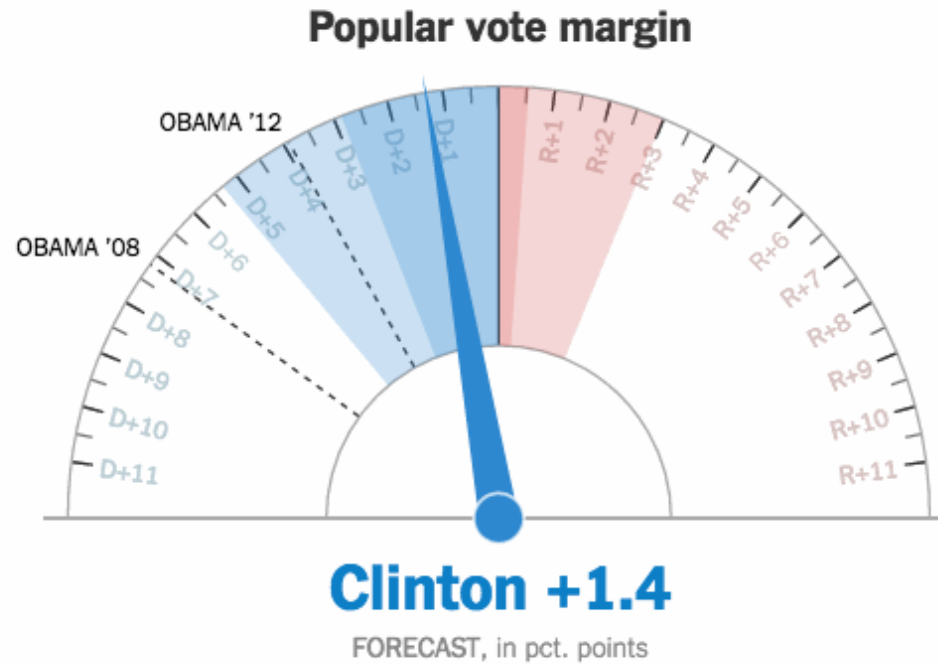 Popular vote margin
OBAMA '12
OBAMA '08
D+11
D+10
D+9
D+8
D+7
D+6
D+5
D+4
D+3
D+2
D+1
R+1
R+2
R+3
R+4
R+5
R+6
R+7
R+8
R+9
R+10
R+11
Clinton +1.4
FORECAST, in pct. points